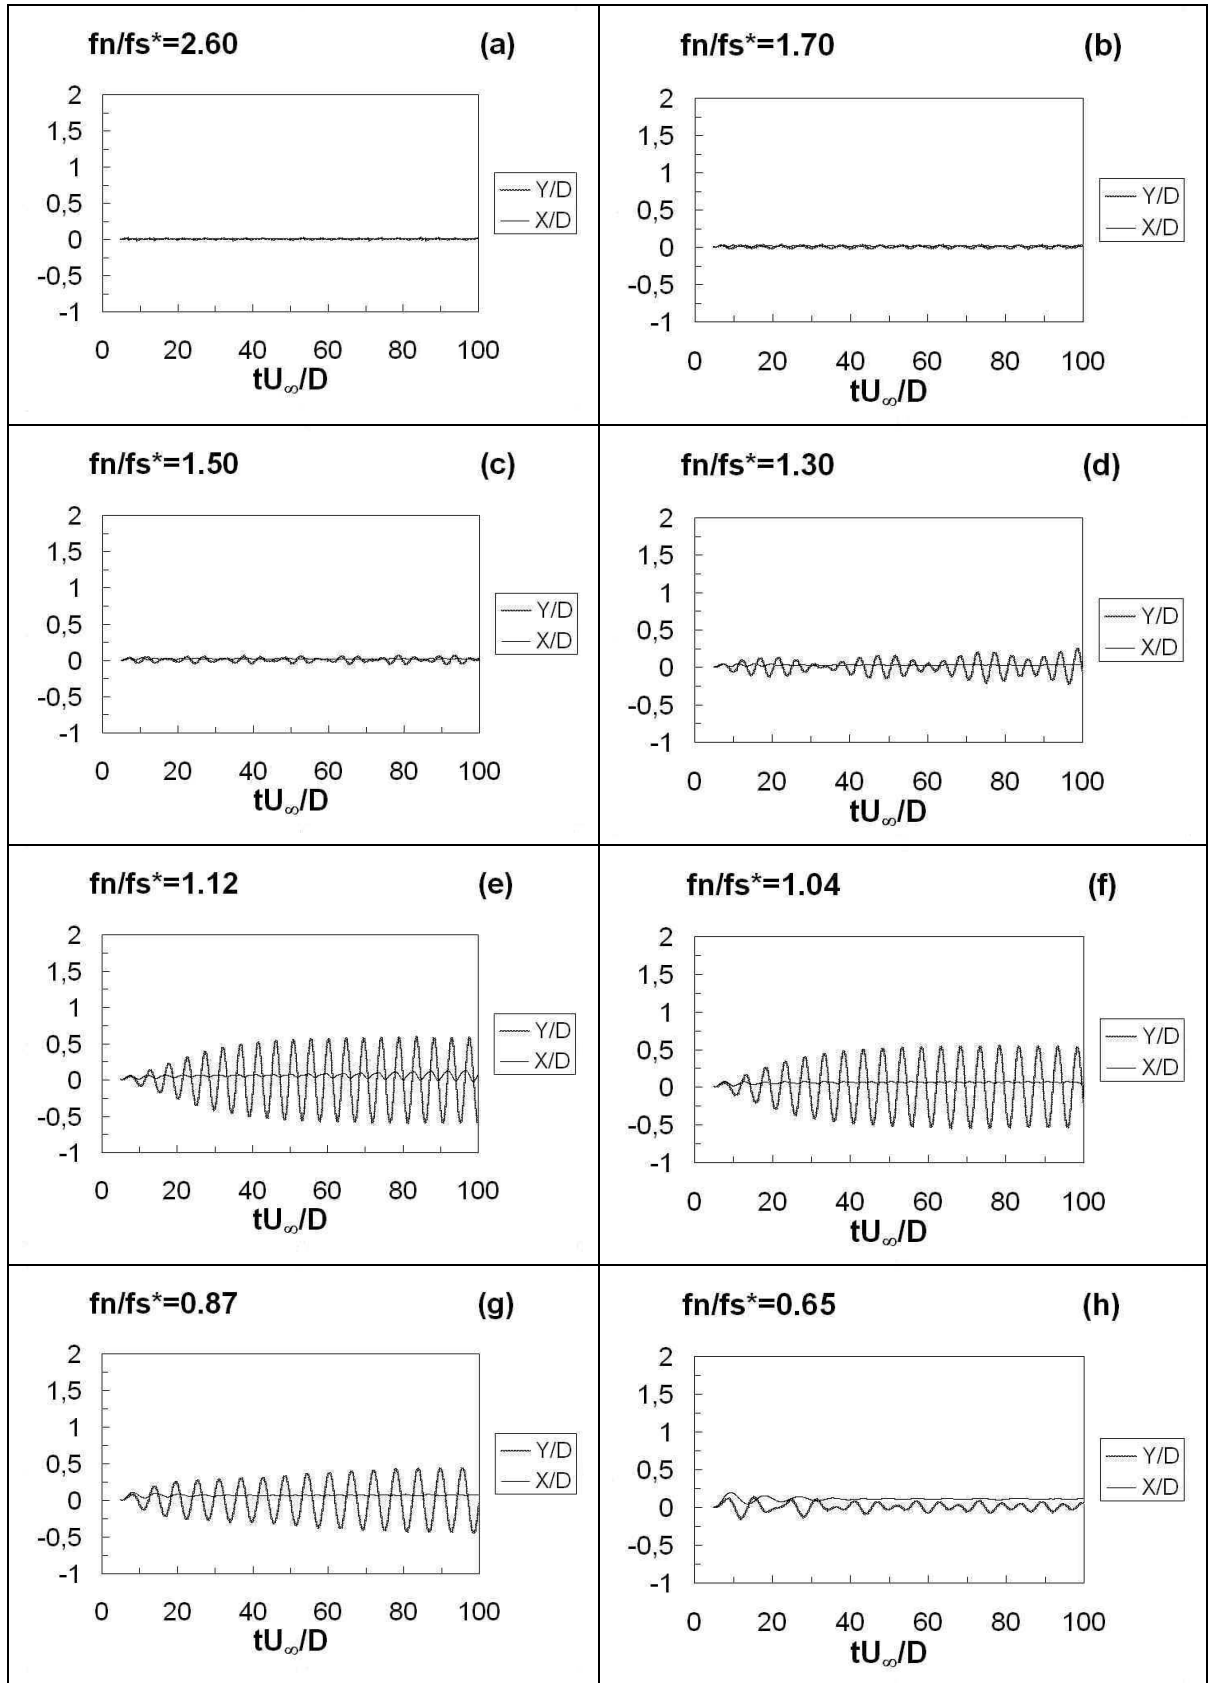 fn/fs*=2.60 (a)
2
1,5
1
0,5
0
-0,5
-1
Y/D
X/D
0 20 40 60 80 100
tU∞/D
fn/fs*=1.70 (b)
2
1,5
1
0,5
0
-0,5
-1
Y/D
X/D
0 20 40 60 80 100
tU∞/D
fn/fs*=1.50 (c)
2
1,5
1
0,5
0
-0,5
-1
Y/D
X/D
0 20 40 60 80 100
tU∞/D
fn/fs*=1.30 (d)
2
1,5
1
0,5
0
-0,5
-1
Y/D
X/D
0 20 40 60 80 100
tU∞/D
fn/fs*=1.12 (e)
2
1,5
1
0,5
0
-0,5
-1
Y/D
X/D
0 20 40 60 80 100
tU∞/D
fn/fs*=1.04 (f)
2
1,5
1
0,5
0
-0,5
-1
Y/D
X/D
0 20 40 60 80 100
tU∞/D
fn/fs*=0.87 (g)
2
1,5
1
0,5
0
-0,5
-1
Y/D
X/D
0 20 40 60 80 100
tU∞/D
fn/fs*=0.65 (h)
2
1,5
1
0,5
0
-0,5
-1
Y/D
X/D
0 20 40 60 80 100
tU∞/D